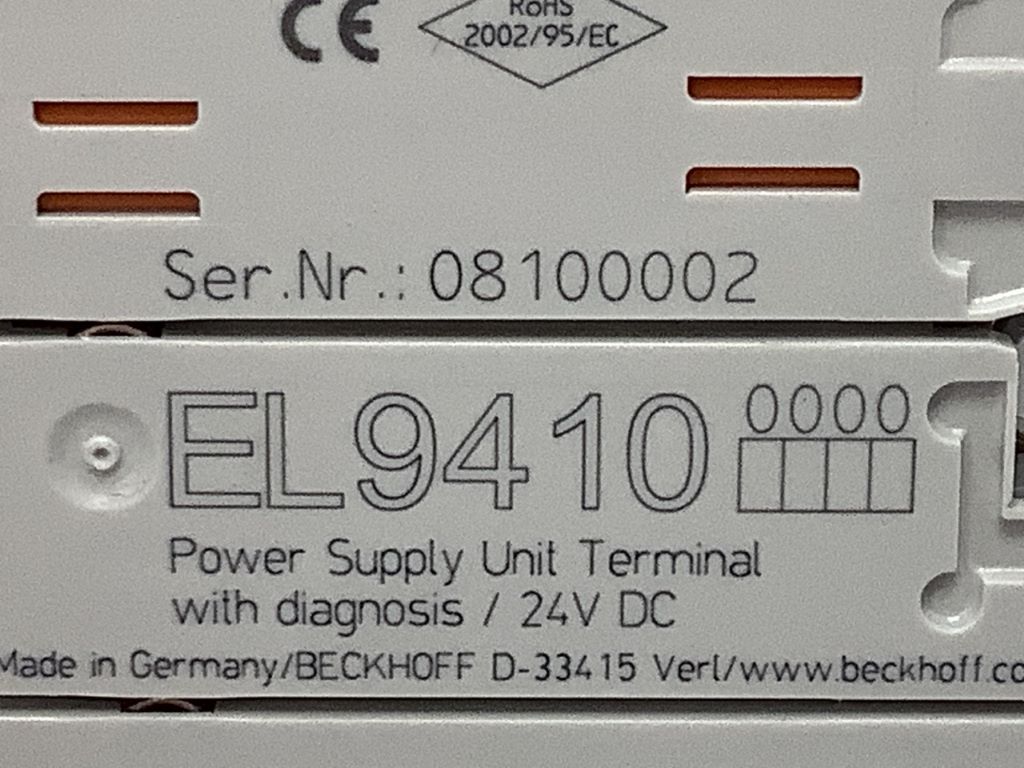 CE
RoHS
2002/95/EC
Ser.Nr.: 08100002
EL9410
0000
Power Supply Unit Terminal
with diagnosis / 24V DC
Made in Germany/BECKHOFF D-33415 Verl/www.beckhoff.co